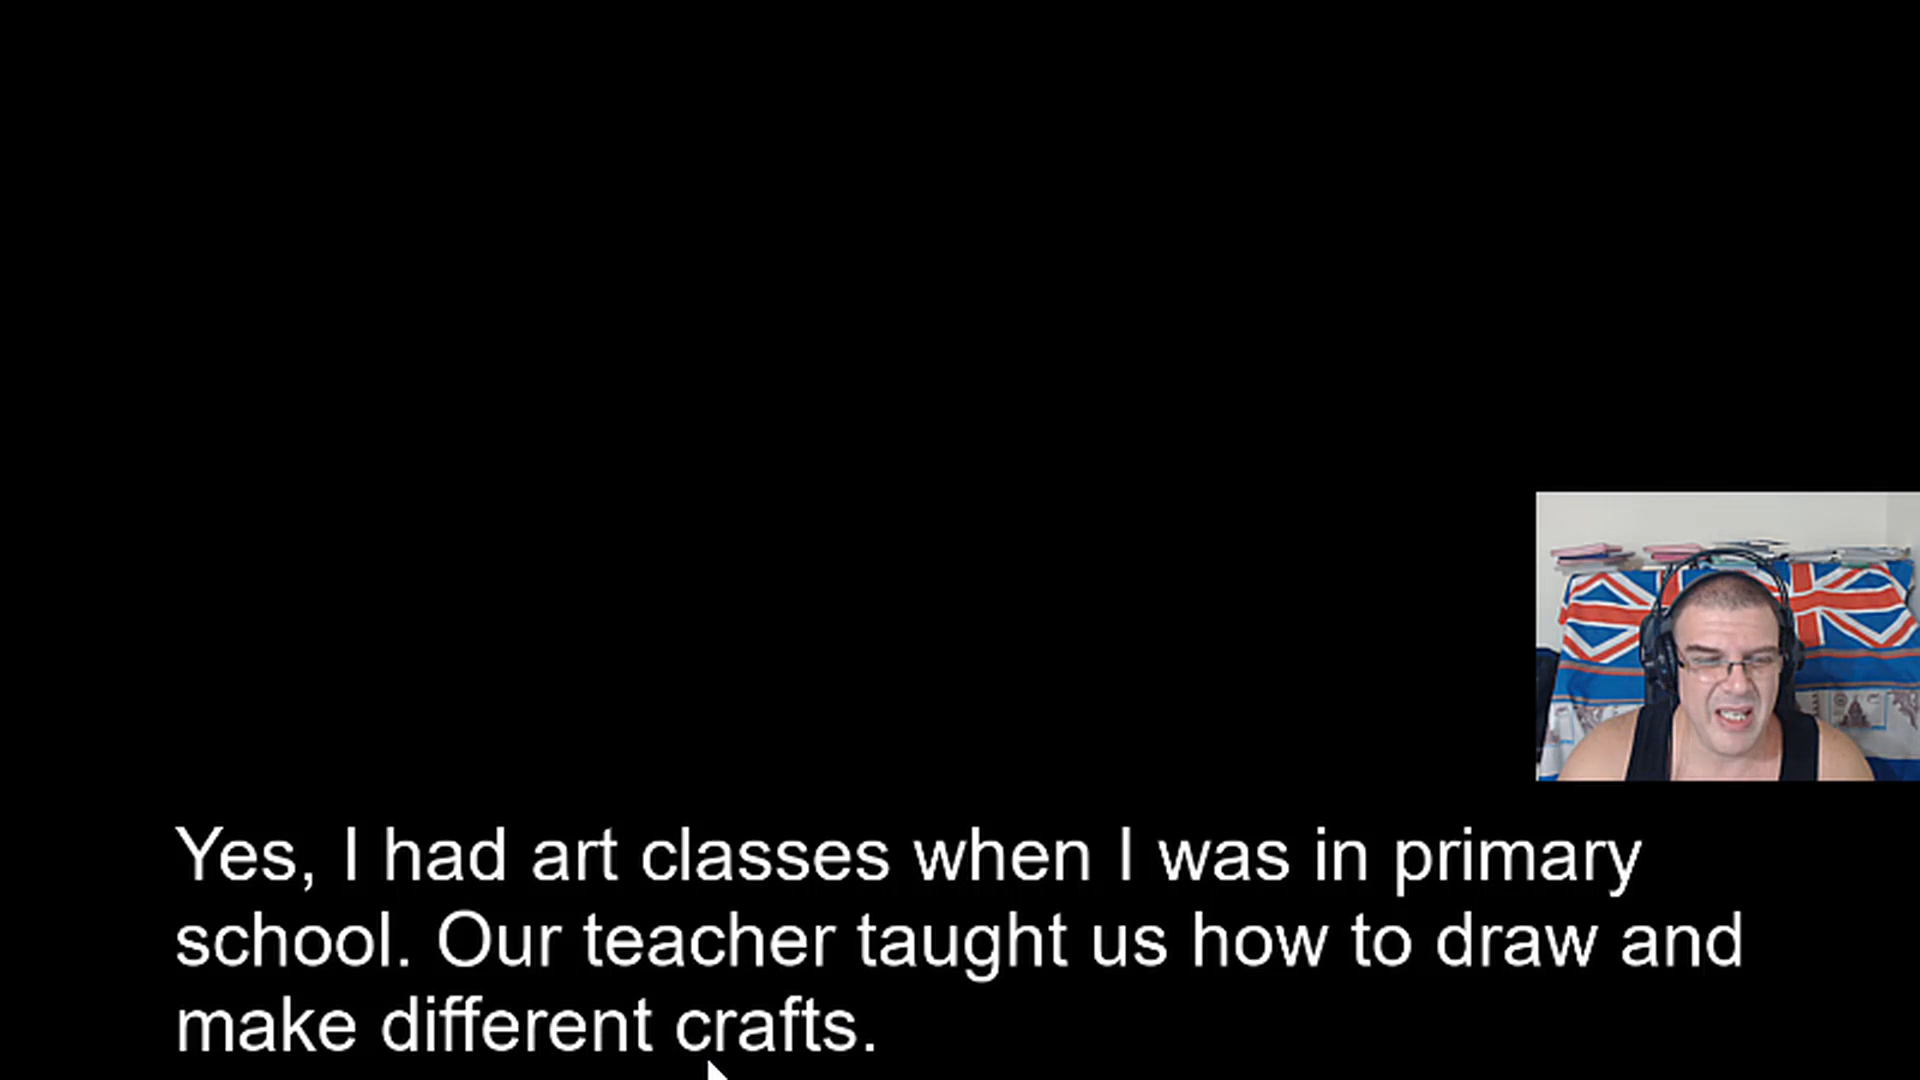 Yes, I had art classes when I was in primary
school. Our teacher taught us how to draw and
make different crafts.